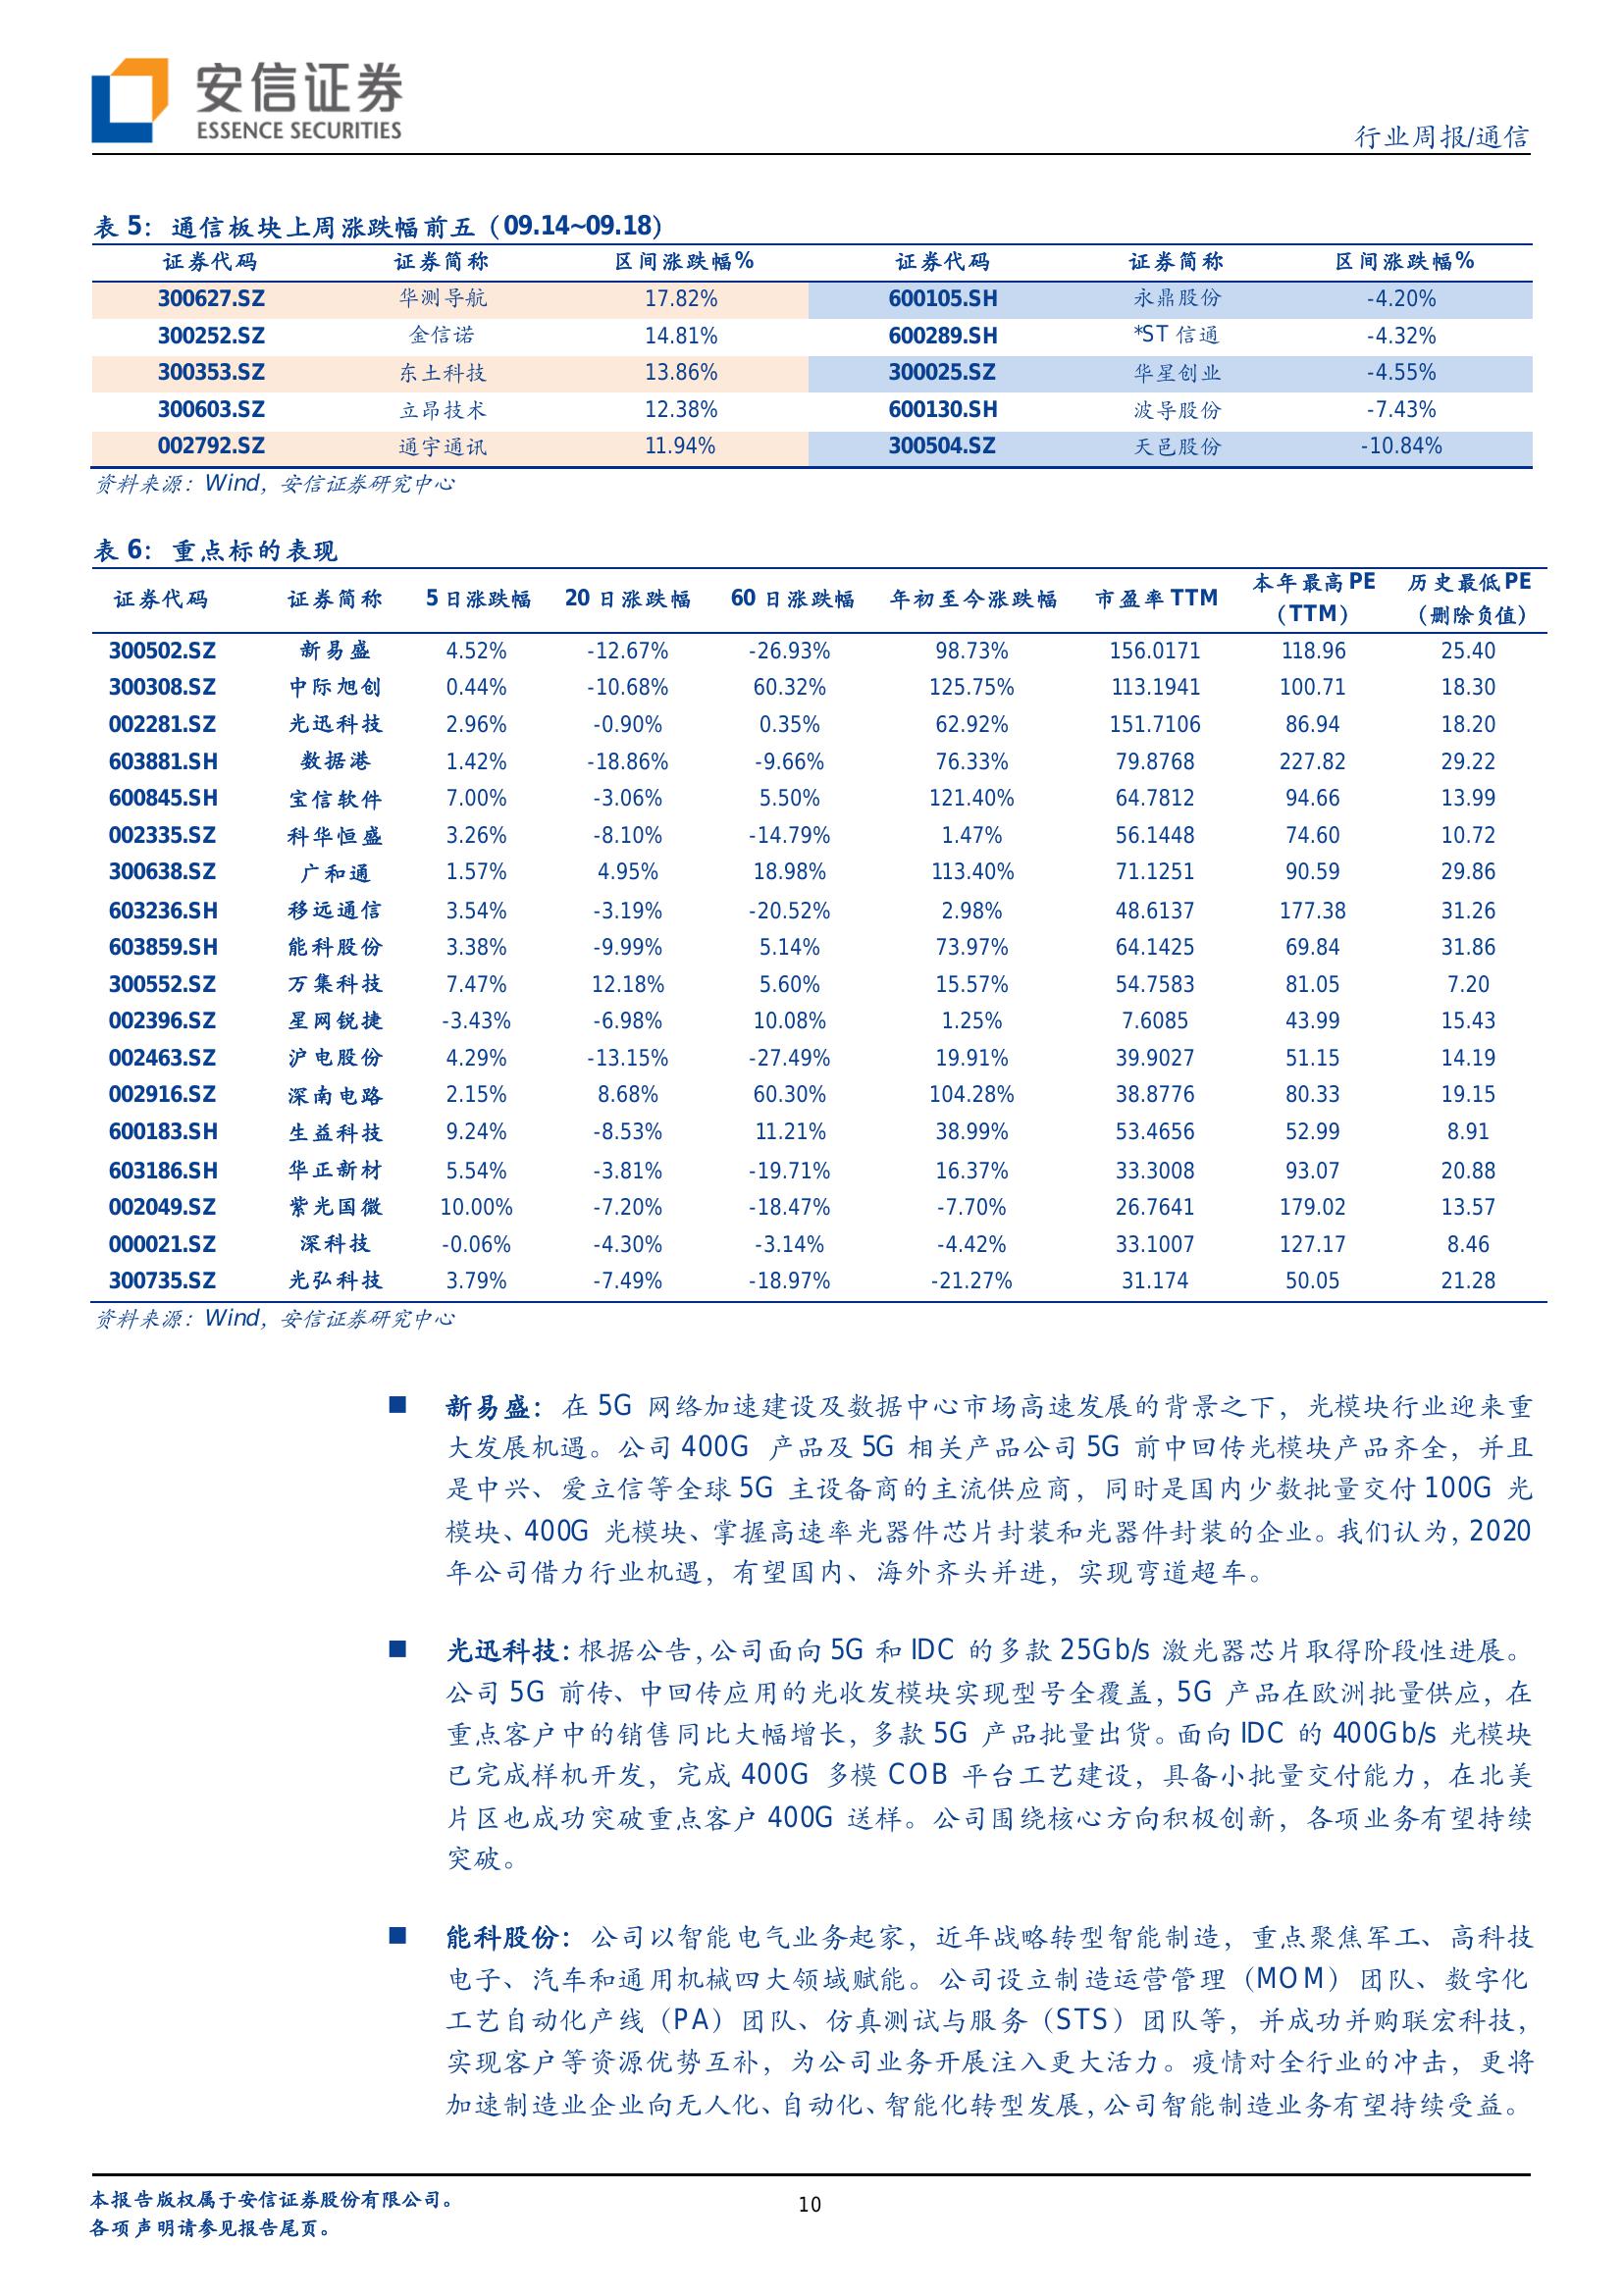 安信证券
ESSENCE SECURITIES
行业周报/通信
表 5：通信板块上周涨跌幅前五（09.14~09.18）
证券代码 证券简称 区间涨跌幅% 证券代码 证券简称 区间涨跌幅%
300627.SZ 华测导航 17.82% 600105.SH 永鼎股份 -4.20%
300252.SZ 金信诺 14.81% 600289.SH *ST 信通 -4.32%
300353.SZ 东土科技 13.86% 300025.SZ 华星创业 -4.55%
300603.SZ 立昂技术 12.38% 600130.SH 波导股份 -7.43%
002792.SZ 通宇通讯 11.94% 300504.SZ 天邑股份 -10.84%
资料来源：Wind，安信证券研究中心
表 6：重点标的表现
证券代码 证券简称 5 日涨跌幅 20 日涨跌幅 60 日涨跌幅 年初至今涨跌幅 市盈率 TTM 本年最高 PE（TTM） 历史最低 PE（删除负值）
300502.SZ 新易盛 4.52% -12.67% -26.93% 98.73% 156.0171 118.96 25.40
300308.SZ 中际旭创 0.44% -10.68% 60.32% 125.75% 113.1941 100.71 18.30
002281.SZ 光迅科技 2.96% -0.90% 0.35% 62.92% 151.7106 86.94 18.20
603881.SH 数据港 1.42% -18.86% -9.66% 76.33% 79.8768 227.82 29.22
600845.SH 宝信软件 7.00% -3.06% 5.50% 121.40% 64.7812 94.66 13.99
002335.SZ 科华恒盛 3.26% -8.10% -14.79% 1.47% 56.1448 74.60 10.72
300638.SZ 广和通 1.57% 4.95% 18.98% 113.40% 71.1251 90.59 29.86
603236.SH 移远通信 3.54% -3.19% -20.52% 2.98% 48.6137 177.38 31.26
603859.SH 能科股份 3.38% -9.99% 5.14% 73.97% 64.1425 69.84 31.86
300552.SZ 万集科技 7.47% 12.18% 5.60% 15.57% 54.7583 81.05 7.20
002396.SZ 星网锐捷 -3.43% -6.98% 10.08% 1.25% 7.6085 43.99 15.43
002463.SZ 沪电股份 4.29% -13.15% -27.49% 19.91% 39.9027 51.15 14.19
002916.SZ 深南电路 2.15% 8.68% 60.30% 104.28% 38.8776 80.33 19.15
600183.SH 生益科技 9.24% -8.53% 11.21% 38.99% 53.4656 52.99 8.91
603186.SH 华正新材 5.54% -3.81% -19.71% 16.37% 33.3008 93.07 20.88
002049.SZ 紫光国微 10.00% -7.20% -18.47% -7.70% 26.7641 179.02 13.57
000021.SZ 深科技 -0.06% -4.30% -3.14% -4.42% 33.1007 127.17 8.46
300735.SZ 光弘科技 3.79% -7.49% -18.97% -21.27% 31.174 50.05 21.28
资料来源：Wind，安信证券研究中心
■ 新易盛：在 5G 网络加速建设及数据中心市场高速发展的背景之下，光模块行业迎来重
大发展机遇。公司 400G 产品及 5G 相关产品公司 5G 前中回传光模块产品齐全，并且
是中兴、爱立信等全球 5G 主设备商的主流供应商，同时是国内少数批量交付 100G 光
模块、400G 光模块、掌握高速率光器件芯片封装和光器件封装的企业。我们认为，2020
年公司借力行业机遇，有望国内、海外齐头并进，实现弯道超车。
■ 光迅科技：根据公告，公司面向 5G 和 IDC 的多款 25Gb/s 激光器芯片取得阶段性进展。
公司 5G 前传、中回传应用的光收发模块实现型号全覆盖，5G 产品在欧洲批量供应，在
重点客户中的销售同比大幅增长，多款 5G 产品批量出货。面向 IDC 的 400Gb/s 光模块
已完成样机开发，完成 400G 多模 COB 平台工艺建设，具备小批量交付能力，在北美
片区也成功突破重点客户 400G 送样。公司围绕核心方向积极创新，各项业务有望持续
突破。
■ 能科股份：公司以智能电气业务起家，近年战略转型智能制造，重点聚焦军工、高科技
电子、汽车和通用机械四大领域赋能。公司设立制造运营管理（MOM）团队、数字化
工艺自动化产线（PA）团队、仿真测试与服务（STS）团队等，并成功并购联宏科技，
实现客户等资源优势互补，为公司业务开展注入更大活力。疫情对全行业的冲击，更将
加速制造业企业向无人化、自动化、智能化转型发展，公司智能制造业务有望持续受益。
本报告版权属于安信证券股份有限公司。
各项声明请参见报告尾页。
10